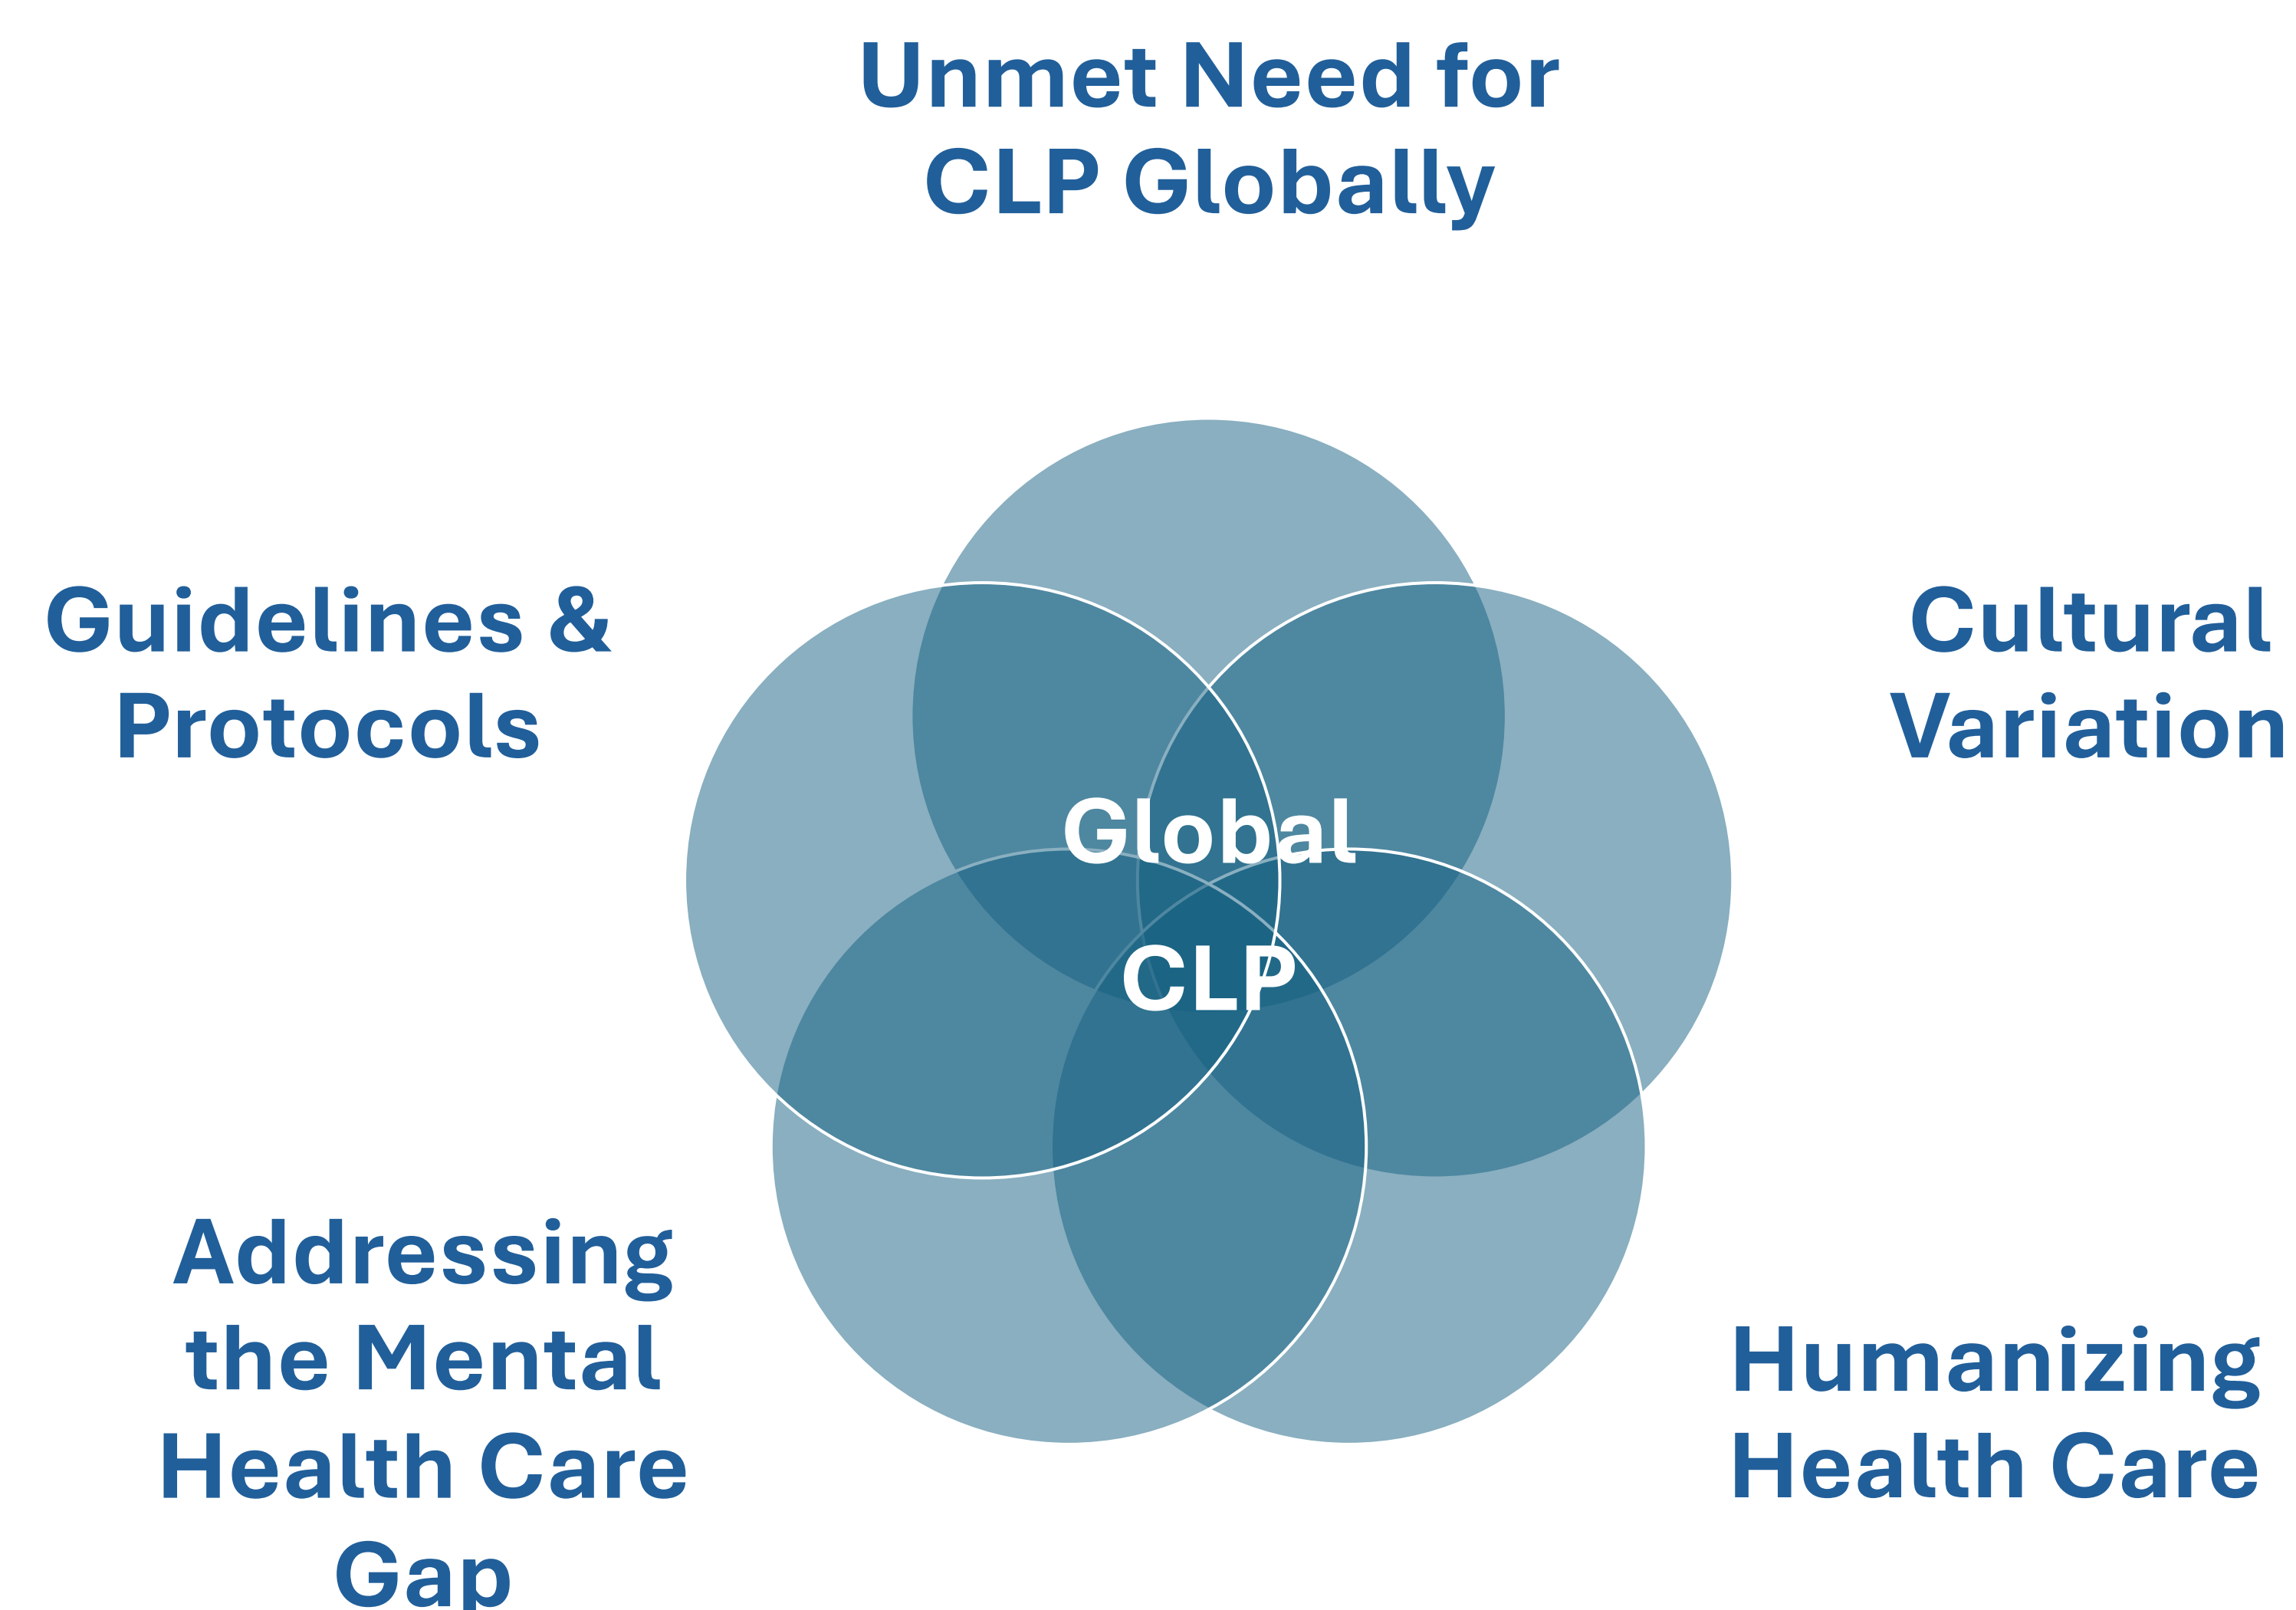 Unmet Need for
CLP Globally
Guidelines &
Protocols
Cultural
Variation
Global
CLP
Addressing
the Mental
Health Care
Gap
Humanizing
Health Care